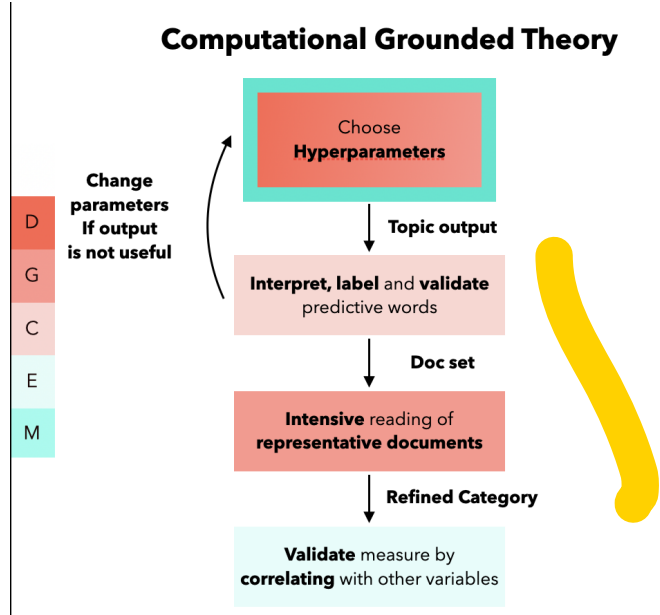 Computational Grounded Theory
Choose
Hyperparameters
Change
parameters
If output
is not useful
Topic output
D
G
C
E
M
Interpret, label and validate
predictive words
Doc set
Intensive reading of
representative documents
Refined Category
Validate measure by
correlating with other variables